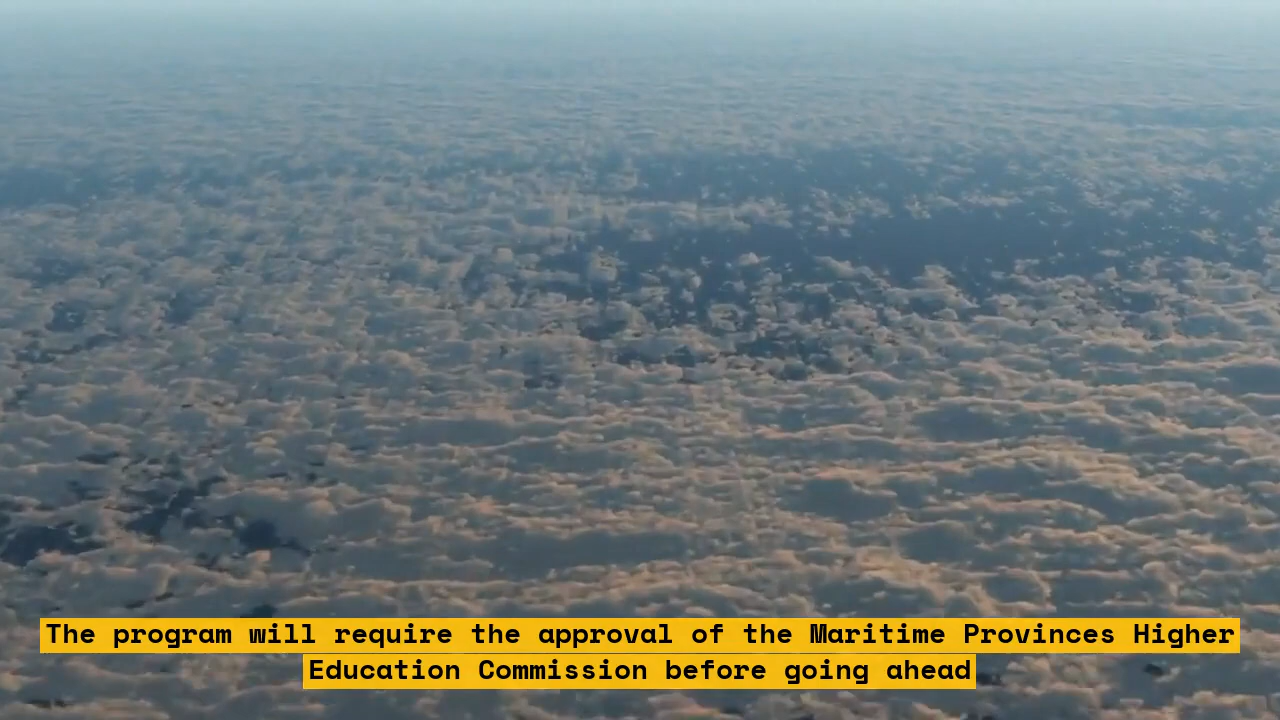 The program will require the approval of the Maritime Provinces Higher
Education Commission before going ahead